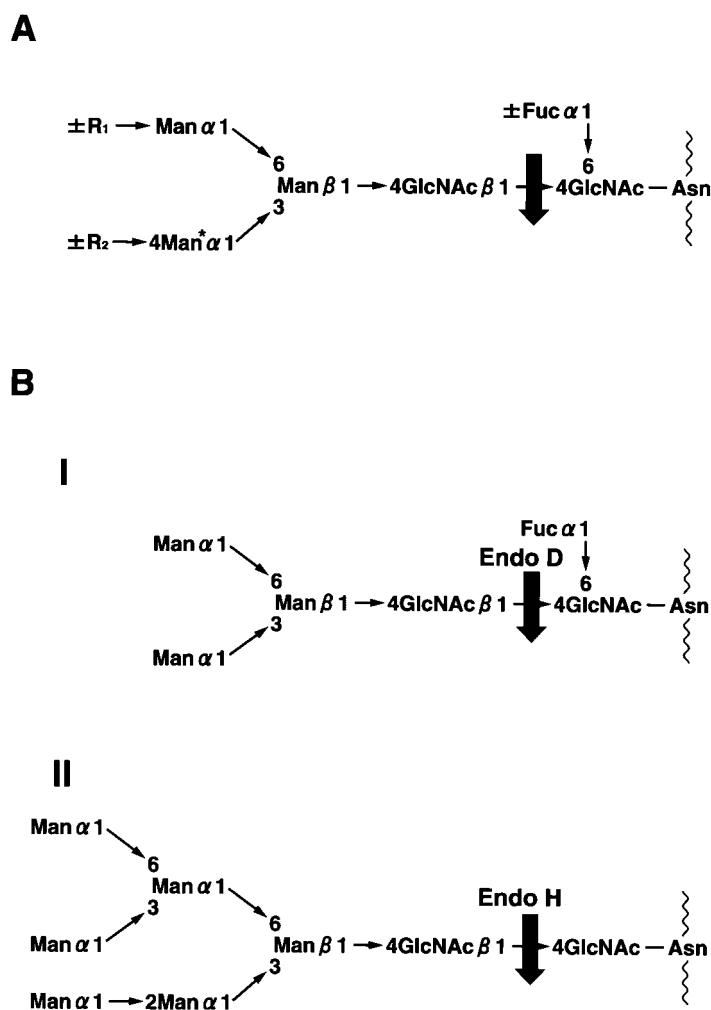 A
±Fuc α 1
±R₁ Man α 1
6 6
Man β 1 4GlcNAc β 1 4GlcNAc Asn
3
±R₂ 4Man* α 1
B
I
Fuc α 1
Man α 1 Endo D
6 6
Man β 1 4GlcNAc β 1 4GlcNAc Asn
3
Man α 1
II
Man α 1
6
Man α 1 Endo H
3 6
Man α 1 Man β 1 4GlcNAc β 1 4GlcNAc Asn
3
Man α 1 2Man α 1